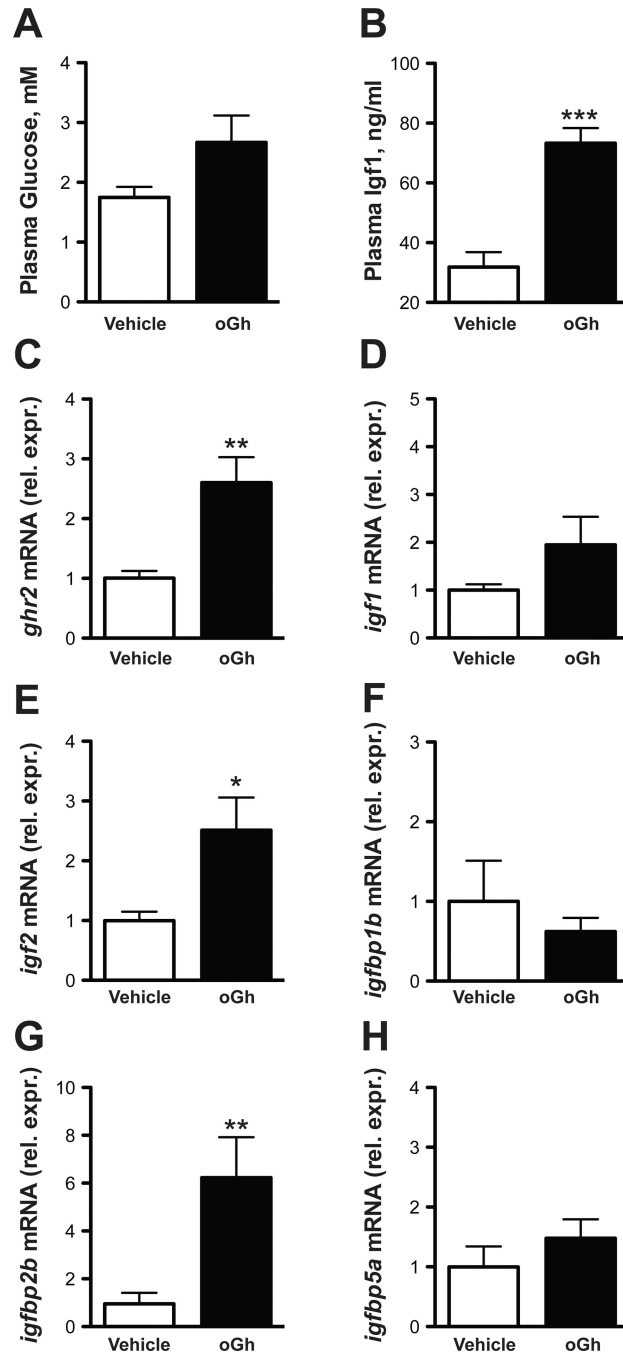 A
Plasma Glucose, mM
4
3
2
1
0
Vehicle
oGh
B
Plasma Igf1, ng/ml
100
80
60
40
20
***
Vehicle
oGh
C
ghr2 mRNA (rel. expr.)
4
3
2
1
0
**
Vehicle
oGh
D
igf1 mRNA (rel. expr.)
5
4
3
2
1
0
Vehicle
oGh
E
igf2 mRNA (rel. expr.)
4
3
2
1
0
*
Vehicle
oGh
F
igfbp1b mRNA (rel. expr.)
3
2
1
0
Vehicle
oGh
G
igfbp2b mRNA (rel. expr.)
10
8
6
4
2
0
**
Vehicle
oGh
H
igfbp5a mRNA (rel. expr.)
4
3
2
1
0
Vehicle
oGh